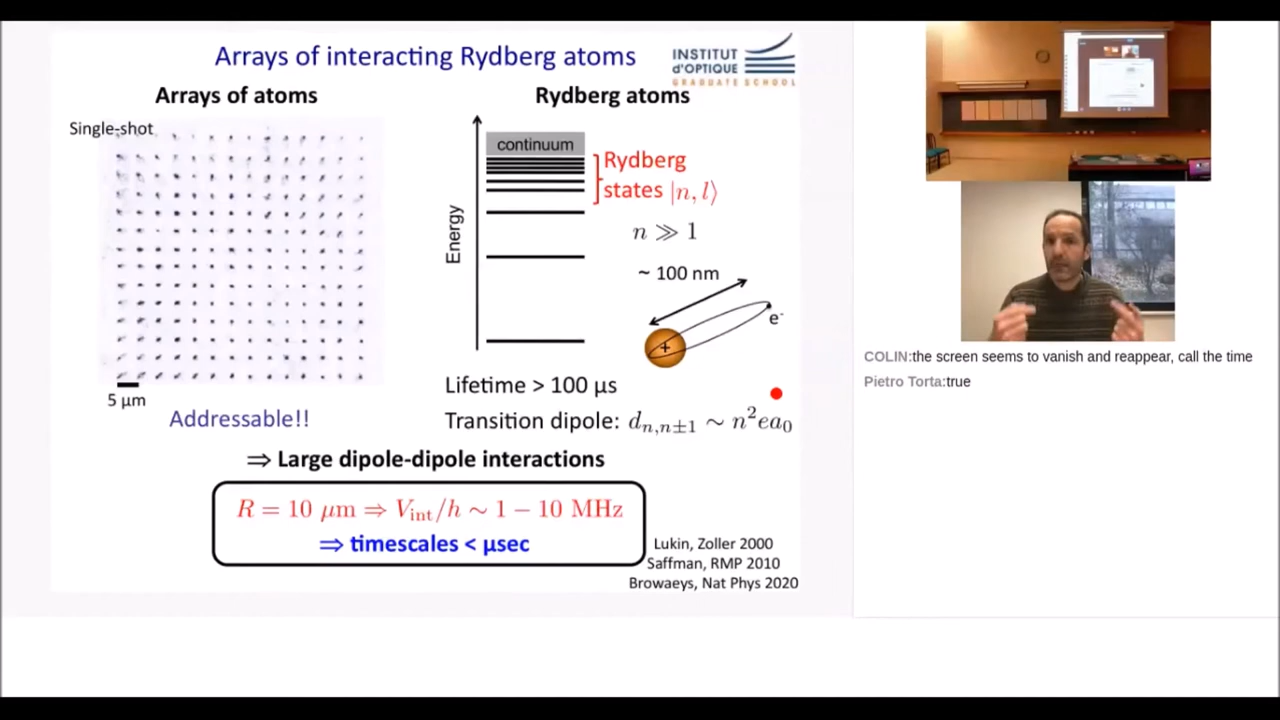 Arrays of interacting Rydberg atoms
INSTITUT
d'OPTIQUE
GRADUATE SCHOOL
Arrays of atoms
Rydberg atoms
Single-shot
5 µm
Addressable!!
Energy
continuum
Rydberg
states |n, l⟩
n ≫ 1
~ 100 nm
+
e⁻
Lifetime > 100 µs
Transition dipole: dₙ,ₙ±₁ ∼ n²ea₀
⇒ Large dipole-dipole interactions
R = 10 µm ⇒ V_int/h ∼ 1 − 10 MHz
⇒ timescales < µsec
Lukin, Zoller 2000
Saffman, RMP 2010
Browaeys, Nat Phys 2020
COLIN:the screen seems to vanish and reappear, call the time
Pietro Torta:true